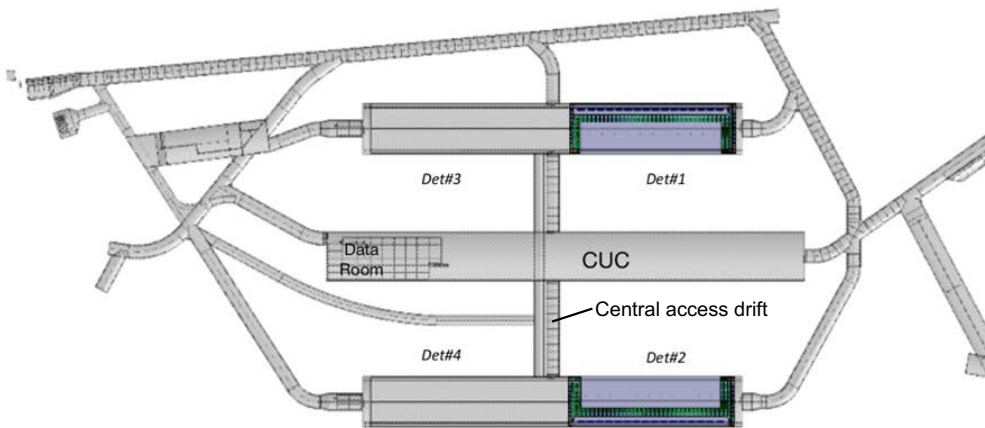 Det#3
Det#1
Data
Room
CUC
Central access drift
Det#4
Det#2